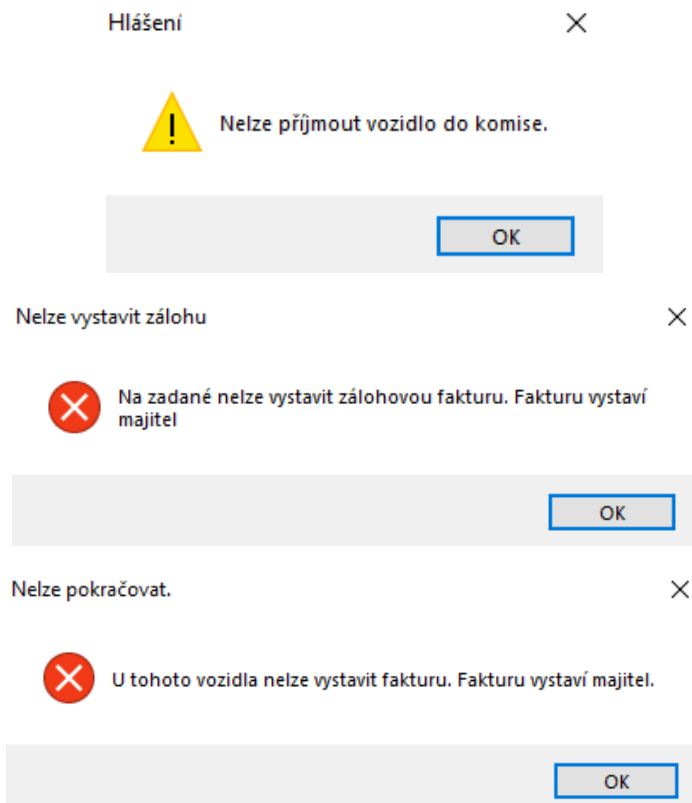 Hlášení
Nelze příjmout vozidlo do komise.
OK
Nelze vystavit zálohu
Na zadané nelze vystavit zálohovou fakturu. Fakturu vystaví
majitel
OK
Nelze pokračovat.
U tohoto vozidla nelze vystavit fakturu. Fakturu vystaví majitel.
OK